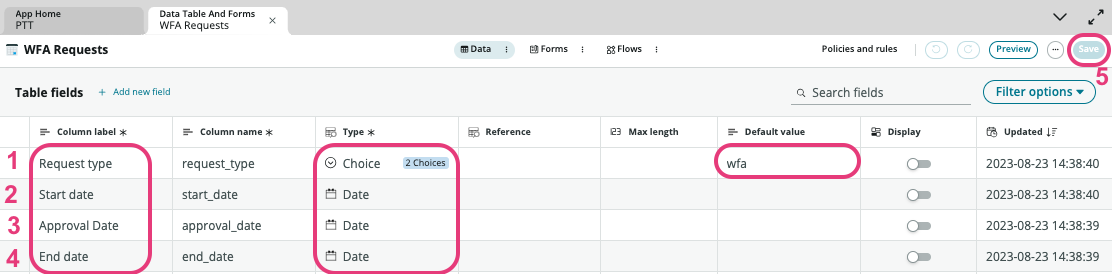 App Home
PTT
Data Table And Forms
WFA Requests
WFA Requests Data Forms Flows Policies and rules Preview Save
5
Table fields + Add new field Search fields Filter options
Column label Column name Type Reference Max length Default value Display Updated
1 Request type request_type Choice 2 Choices wfa 2023-08-23 14:38:40
2 Start date start_date Date 2023-08-23 14:38:40
3 Approval Date approval_date Date 2023-08-23 14:38:39
4 End date end_date Date 2023-08-23 14:38:39